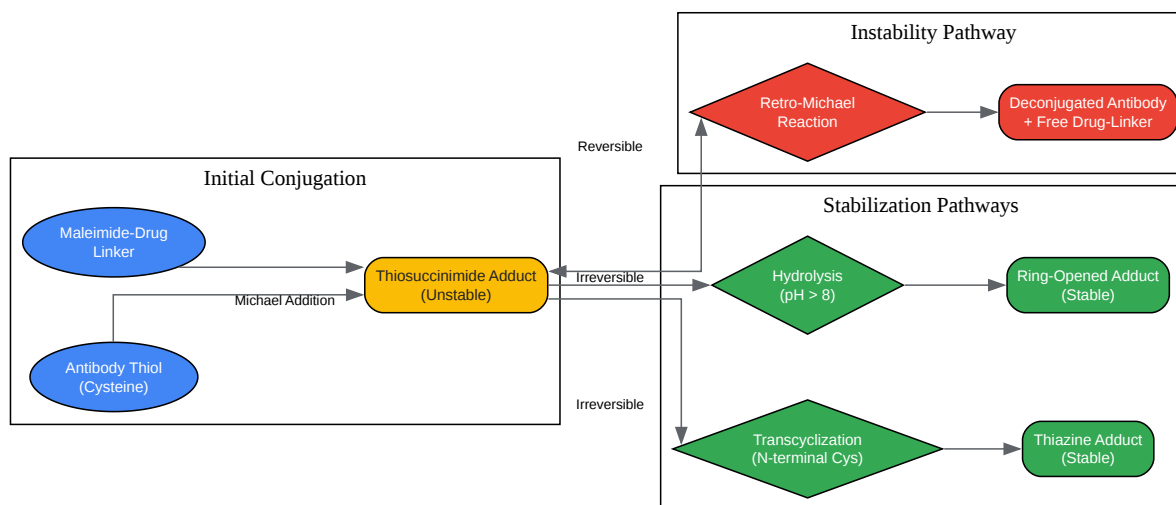 Instability Pathway
Retro-Michael
Reaction
Deconjugated Antibody
+ Free Drug-Linker
Reversible
Initial Conjugation
Maleimide-Drug
Linker
Michael Addition
Antibody Thiol
(Cysteine)
Thiosuccinimide Adduct
(Unstable)
Irreversible
Irreversible
Stabilization Pathways
Hydrolysis
(pH > 8)
Ring-Opened Adduct
(Stable)
Transcyclization
(N-terminal Cys)
Thiazine Adduct
(Stable)